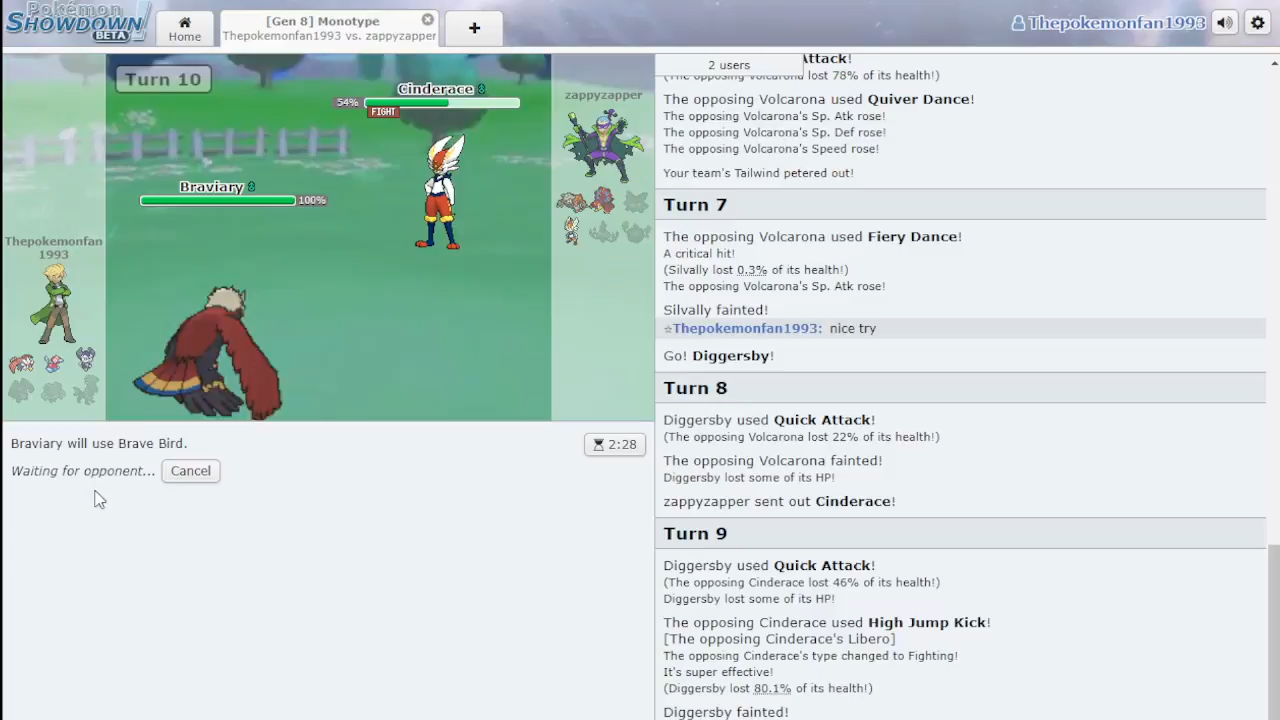 Pokémon
SHOWDOWN!
BETA
Home
[Gen 8] Monotype
Thepokemonfan1993 vs. zappyzapper
+
Thepokemonfan1993
Turn 10
Cinderace
54%
FIGHT
Braviary
100%
Thepokemonfan
1993
zappyzapper
Braviary will use Brave Bird.
2:28
Waiting for opponent...
Cancel
2 users
Attack!
(The opposing Volcarona lost 78% of its health!)
The opposing Volcarona used Quiver Dance!
The opposing Volcarona's Sp. Atk rose!
The opposing Volcarona's Sp. Def rose!
The opposing Volcarona's Speed rose!
Your team's Tailwind petered out!
Turn 7
The opposing Volcarona used Fiery Dance!
A critical hit!
(Silvally lost 0.3% of its health!)
The opposing Volcarona's Sp. Atk rose!
Silvally fainted!
☆Thepokemonfan1993: nice try
Go! Diggersby!
Turn 8
Diggersby used Quick Attack!
(The opposing Volcarona lost 22% of its health!)
The opposing Volcarona fainted!
Diggersby lost some of its HP!
zappyzapper sent out Cinderace!
Turn 9
Diggersby used Quick Attack!
(The opposing Cinderace lost 46% of its health!)
Diggersby lost some of its HP!
The opposing Cinderace used High Jump Kick!
[The opposing Cinderace's Libero]
The opposing Cinderace's type changed to Fighting!
It's super effective!
(Diggersby lost 80.1% of its health!)
Diggersby fainted!